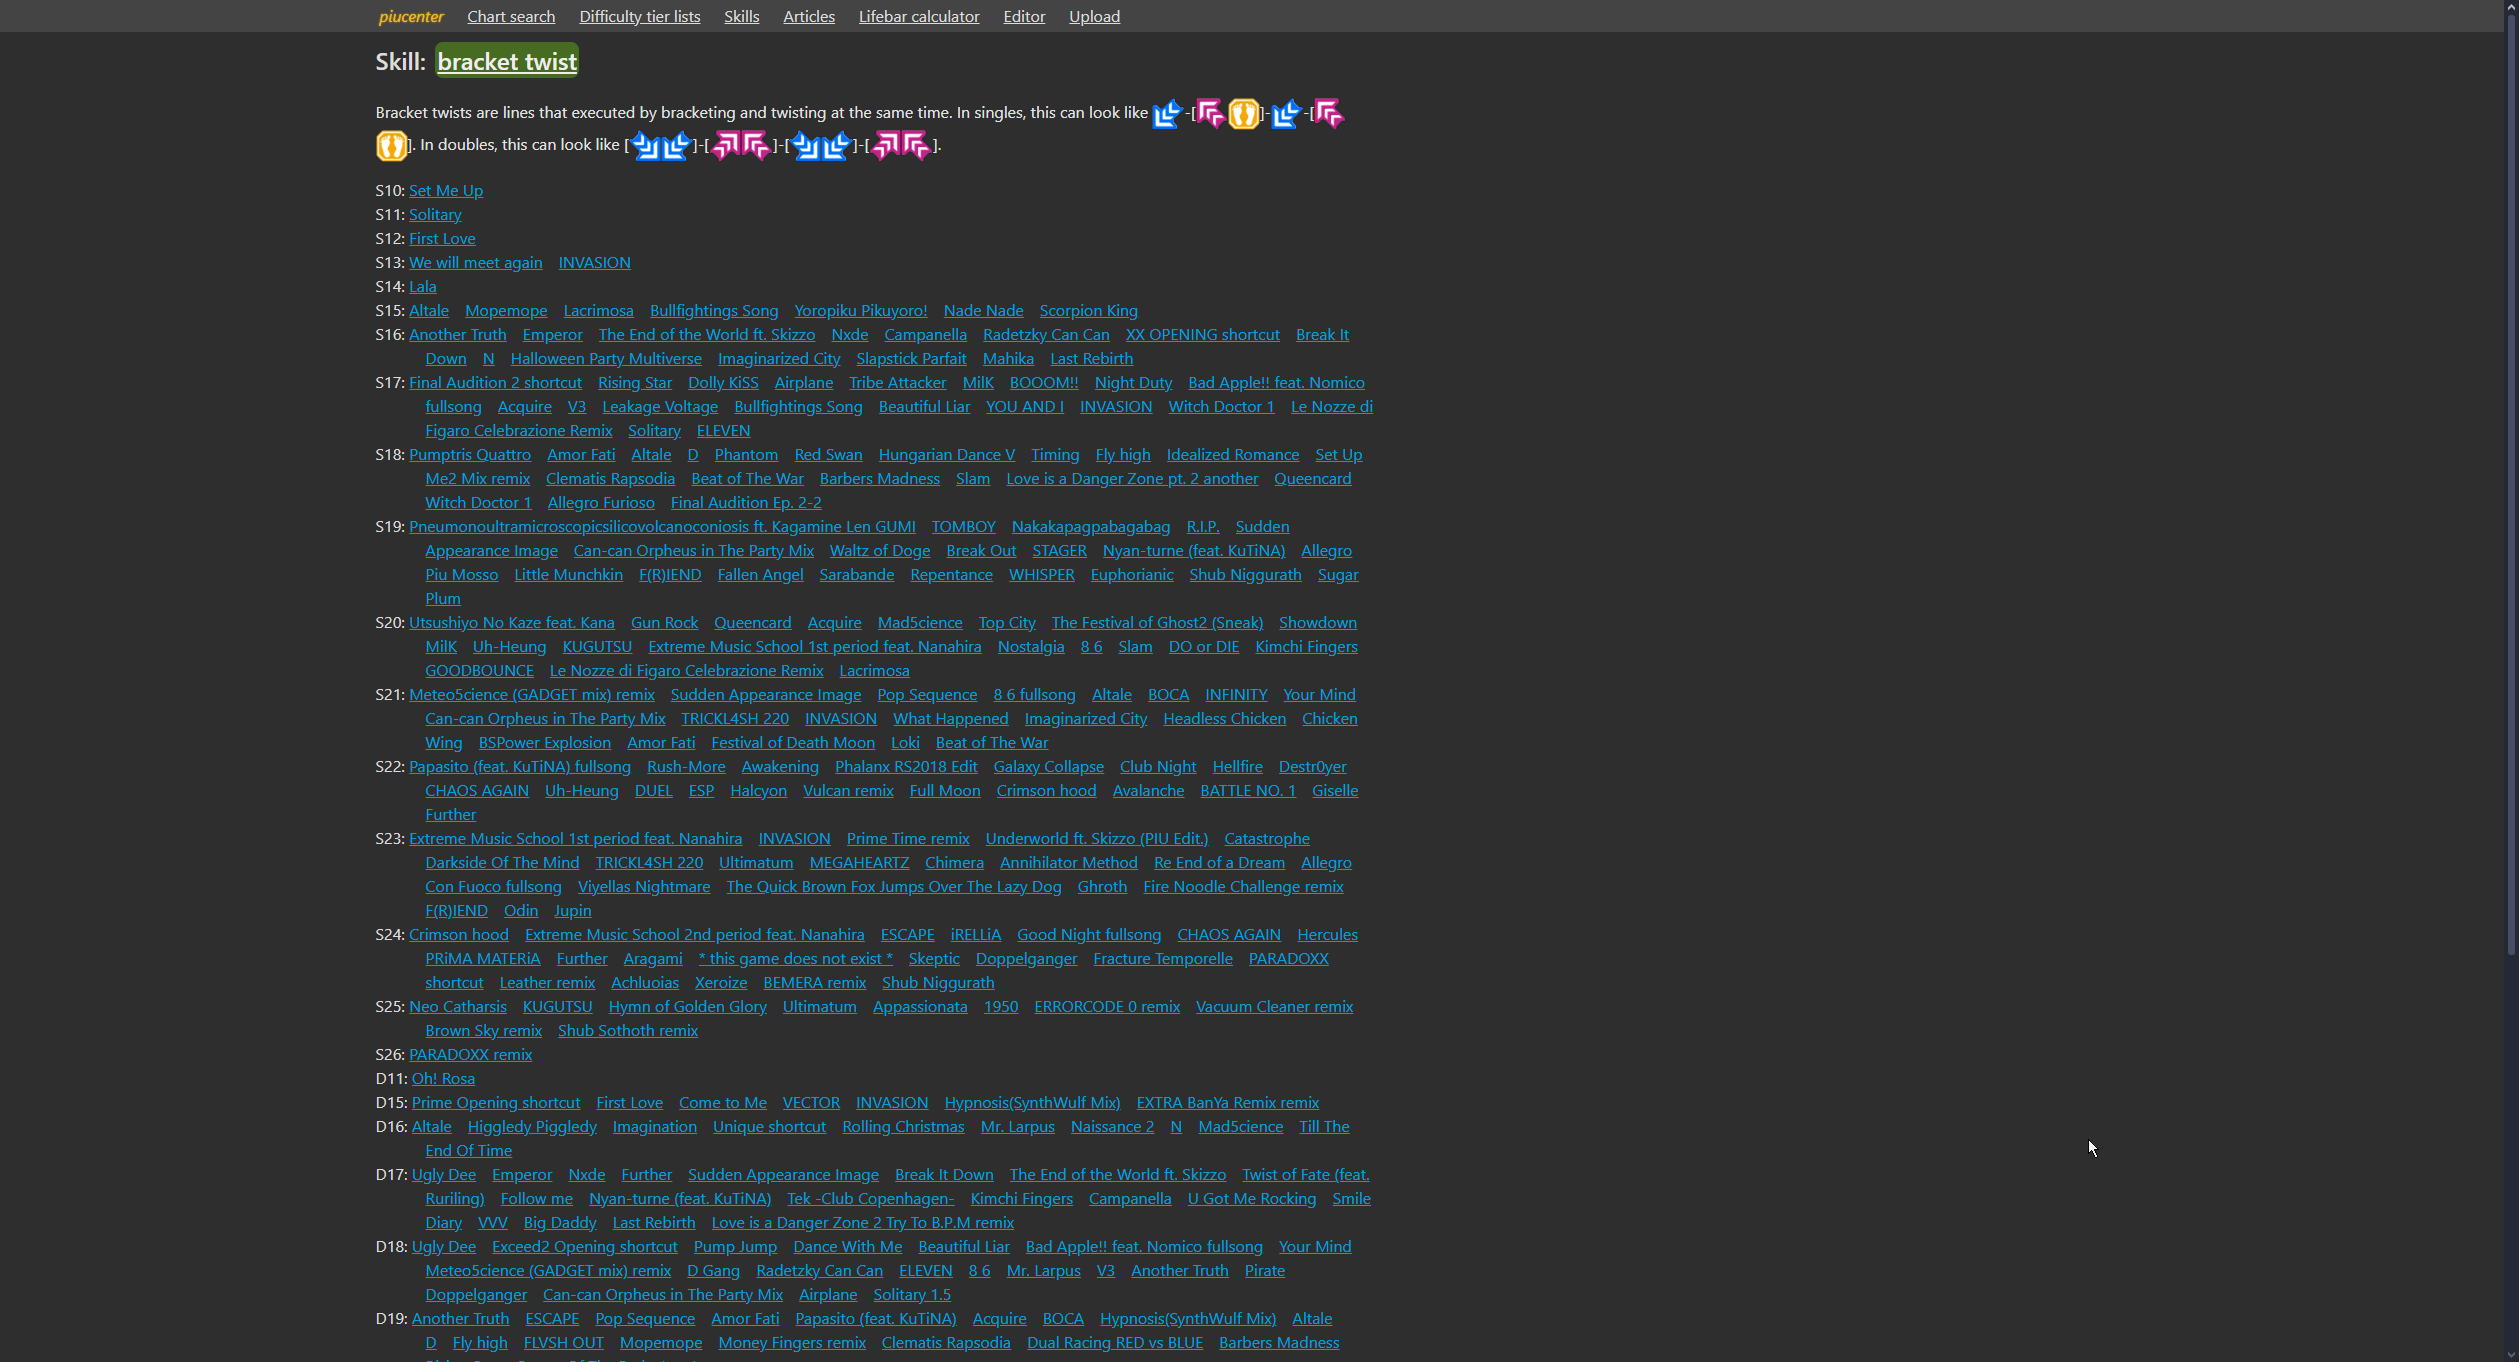 piucenter Chart search Difficulty tier lists Skills Articles Lifebar calculator Editor Upload
Skill: bracket twist
Bracket twists are lines that executed by bracketing and twisting at the same time. In singles, this can look like -[ ]- -[
]. In doubles, this can look like [ ]-[ ]-[ ]-[ ].
S10: Set Me Up
S11: Solitary
S12: First Love
S13: We will meet again INVASION
S14: Lala
S15: Altale Mopemope Lacrimosa Bullfightings Song Yoropiku Pikuyoro! Nade Nade Scorpion King
S16: Another Truth Emperor The End of the World ft. Skizzo Nxde Campanella Radetzky Can Can XX OPENING shortcut Break It
Down N Halloween Party Multiverse Imaginarized City Slapstick Parfait Mahika Last Rebirth
S17: Final Audition 2 shortcut Rising Star Dolly KiSS Airplane Tribe Attacker MilK BOOOM!! Night Duty Bad Apple!! feat. Nomico
fullsong Acquire V3 Leakage Voltage Bullfightings Song Beautiful Liar YOU AND I INVASION Witch Doctor 1 Le Nozze di
Figaro Celebrazione Remix Solitary ELEVEN
S18: Pumptris Quattro Amor Fati Altale D Phantom Red Swan Hungarian Dance V Timing Fly high Idealized Romance Set Up
Me2 Mix remix Clematis Rapsodia Beat of The War Barbers Madness Slam Love is a Danger Zone pt. 2 another Queencard
Witch Doctor 1 Allegro Furioso Final Audition Ep. 2-2
S19: Pneumonoultramicroscopicsilicovolcanoconiosis ft. Kagamine Len GUMI TOMBOY Nakakapagpabagabag R.I.P. Sudden
Appearance Image Can-can Orpheus in The Party Mix Waltz of Doge Break Out STAGER Nyan-turne (feat. KuTiNA) Allegro
Piu Mosso Little Munchkin F(R)IEND Fallen Angel Sarabande Repentance WHISPER Euphorianic Shub Niggurath Sugar
Plum
S20: Utsushiyo No Kaze feat. Kana Gun Rock Queencard Acquire Mad5cience Top City The Festival of Ghost2 (Sneak) Showdown
MilK Uh-Heung KUGUTSU Extreme Music School 1st period feat. Nanahira Nostalgia 8 6 Slam DO or DIE Kimchi Fingers
GOODBOUNCE Le Nozze di Figaro Celebrazione Remix Lacrimosa
S21: Meteo5cience (GADGET mix) remix Sudden Appearance Image Pop Sequence 8 6 fullsong Altale BOCA INFINITY Your Mind
Can-can Orpheus in The Party Mix TRICKL4SH 220 INVASION What Happened Imaginarized City Headless Chicken Chicken
Wing BSPower Explosion Amor Fati Festival of Death Moon Loki Beat of The War
S22: Papasito (feat. KuTiNA) fullsong Rush-More Awakening Phalanx RS2018 Edit Galaxy Collapse Club Night Hellfire Destr0yer
CHAOS AGAIN Uh-Heung DUEL ESP Halcyon Vulcan remix Full Moon Crimson hood Avalanche BATTLE NO. 1 Giselle
Further
S23: Extreme Music School 1st period feat. Nanahira INVASION Prime Time remix Underworld ft. Skizzo (PIU Edit.) Catastrophe
Darkside Of The Mind TRICKL4SH 220 Ultimatum MEGAHEARTZ Chimera Annihilator Method Re End of a Dream Allegro
Con Fuoco fullsong Viyellas Nightmare The Quick Brown Fox Jumps Over The Lazy Dog Ghroth Fire Noodle Challenge remix
F(R)IEND Odin Jupin
S24: Crimson hood Extreme Music School 2nd period feat. Nanahira ESCAPE iRELLiA Good Night fullsong CHAOS AGAIN Hercules
PRiMA MATERiA Further Aragami * this game does not exist * Skeptic Doppelganger Fracture Temporelle PARADOXX
shortcut Leather remix Achluoias Xeroize BEMERA remix Shub Niggurath
S25: Neo Catharsis KUGUTSU Hymn of Golden Glory Ultimatum Appassionata 1950 ERRORCODE 0 remix Vacuum Cleaner remix
Brown Sky remix Shub Sothoth remix
S26: PARADOXX remix
D11: Oh! Rosa
D15: Prime Opening shortcut First Love Come to Me VECTOR INVASION Hypnosis(SynthWulf Mix) EXTRA BanYa Remix remix
D16: Altale Higgledy Piggledy Imagination Unique shortcut Rolling Christmas Mr. Larpus Naissance 2 N Mad5cience Till The
End Of Time
D17: Ugly Dee Emperor Nxde Further Sudden Appearance Image Break It Down The End of the World ft. Skizzo Twist of Fate (feat.
Ruriling) Follow me Nyan-turne (feat. KuTiNA) Tek -Club Copenhagen- Kimchi Fingers Campanella U Got Me Rocking Smile
Diary VVV Big Daddy Last Rebirth Love is a Danger Zone 2 Try To B.P.M remix
D18: Ugly Dee Exceed2 Opening shortcut Pump Jump Dance With Me Beautiful Liar Bad Apple!! feat. Nomico fullsong Your Mind
Meteo5cience (GADGET mix) remix D Gang Radetzky Can Can ELEVEN 8 6 Mr. Larpus V3 Another Truth Pirate
Doppelganger Can-can Orpheus in The Party Mix Airplane Solitary 1.5
D19: Another Truth ESCAPE Pop Sequence Amor Fati Papasito (feat. KuTiNA) Acquire BOCA Hypnosis(SynthWulf Mix) Altale
D Fly high FLVSH OUT Mopemope Money Fingers remix Clematis Rapsodia Dual Racing RED vs BLUE Barbers Madness